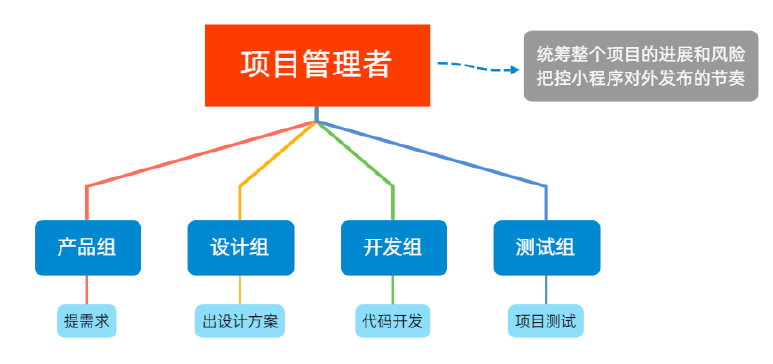 项目管理者
统筹整个项目的进展和风险
把控小程序对外发布的节奏
产品组
设计组
开发组
测试组
提需求
出设计方案
代码开发
项目测试